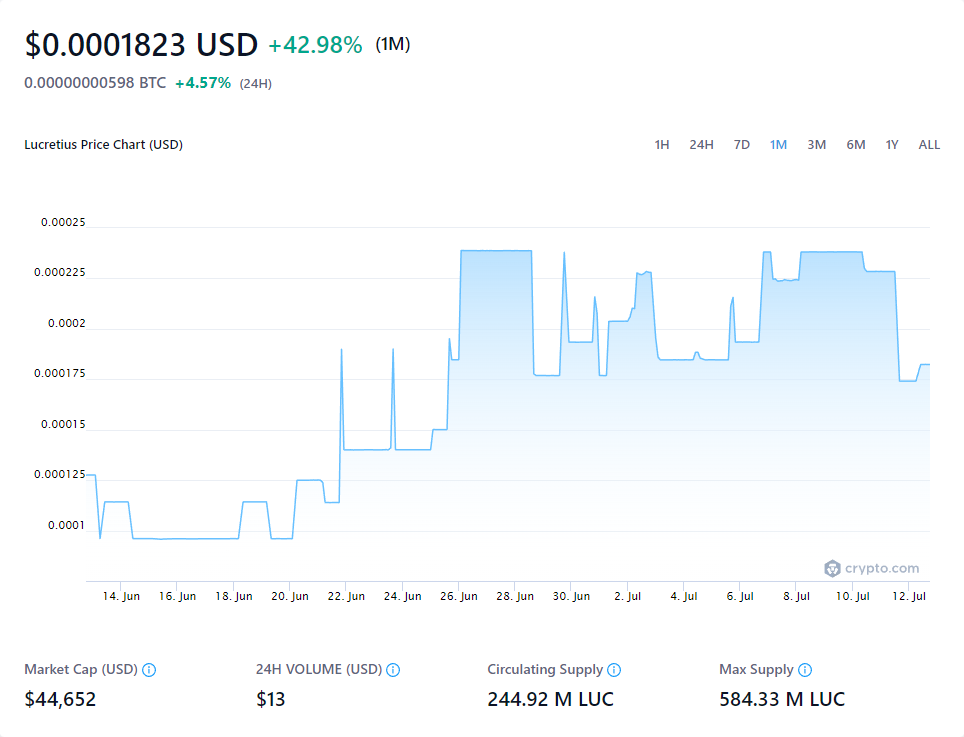 $0.0001823 USD +42.98% (1M)
0.00000000598 BTC +4.57% (24H)
Lucretius Price Chart (USD)
1H 24H 7D 1M 3M 6M 1Y ALL
0.00025
0.000225
0.0002
0.000175
0.00015
0.000125
0.0001
crypto.com
14. Jun 16. Jun 18. Jun 20. Jun 22. Jun 24. Jun 26. Jun 28. Jun 30. Jun 2. Jul 4. Jul 6. Jul 8. Jul 10. Jul 12. Jul
Market Cap (USD) 24H VOLUME (USD) Circulating Supply Max Supply
$44,652 $13 244.92 M LUC 584.33 M LUC